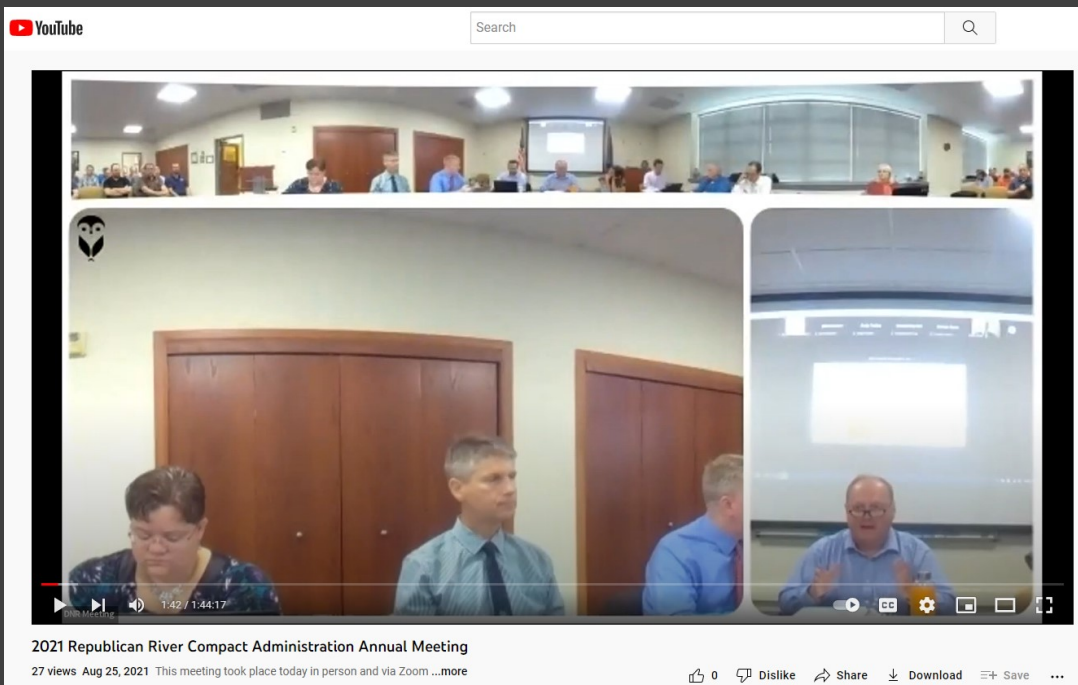 YouTube
Search
1:42 / 1:44:17
CC
DNR Meeting
2021 Republican River Compact Administration Annual Meeting
27 views Aug 25, 2021 This meeting took place today in person and via Zoom ...more
0 Dislike Share Download Save ...